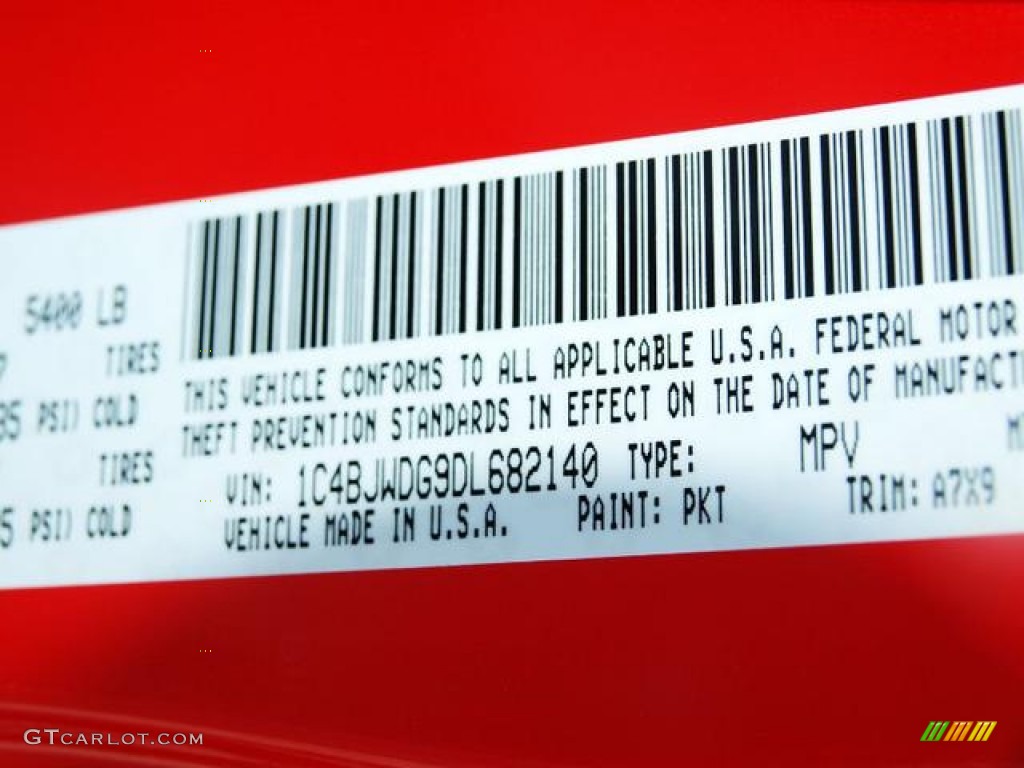 5400 LB
TIRES
35 PSI) COLD
TIRES
35 PSI) COLD
THIS VEHICLE CONFORMS TO ALL APPLICABLE U.S.A. FEDERAL MOTOR
THEFT PREVENTION STANDARDS IN EFFECT ON THE DATE OF MANUFACT
VIN: 1C4BJWDG9DL682140 TYPE: MPV
VEHICLE MADE IN U.S.A. PAINT: PKT TRIM: A7X9
GTCARLOT.COM